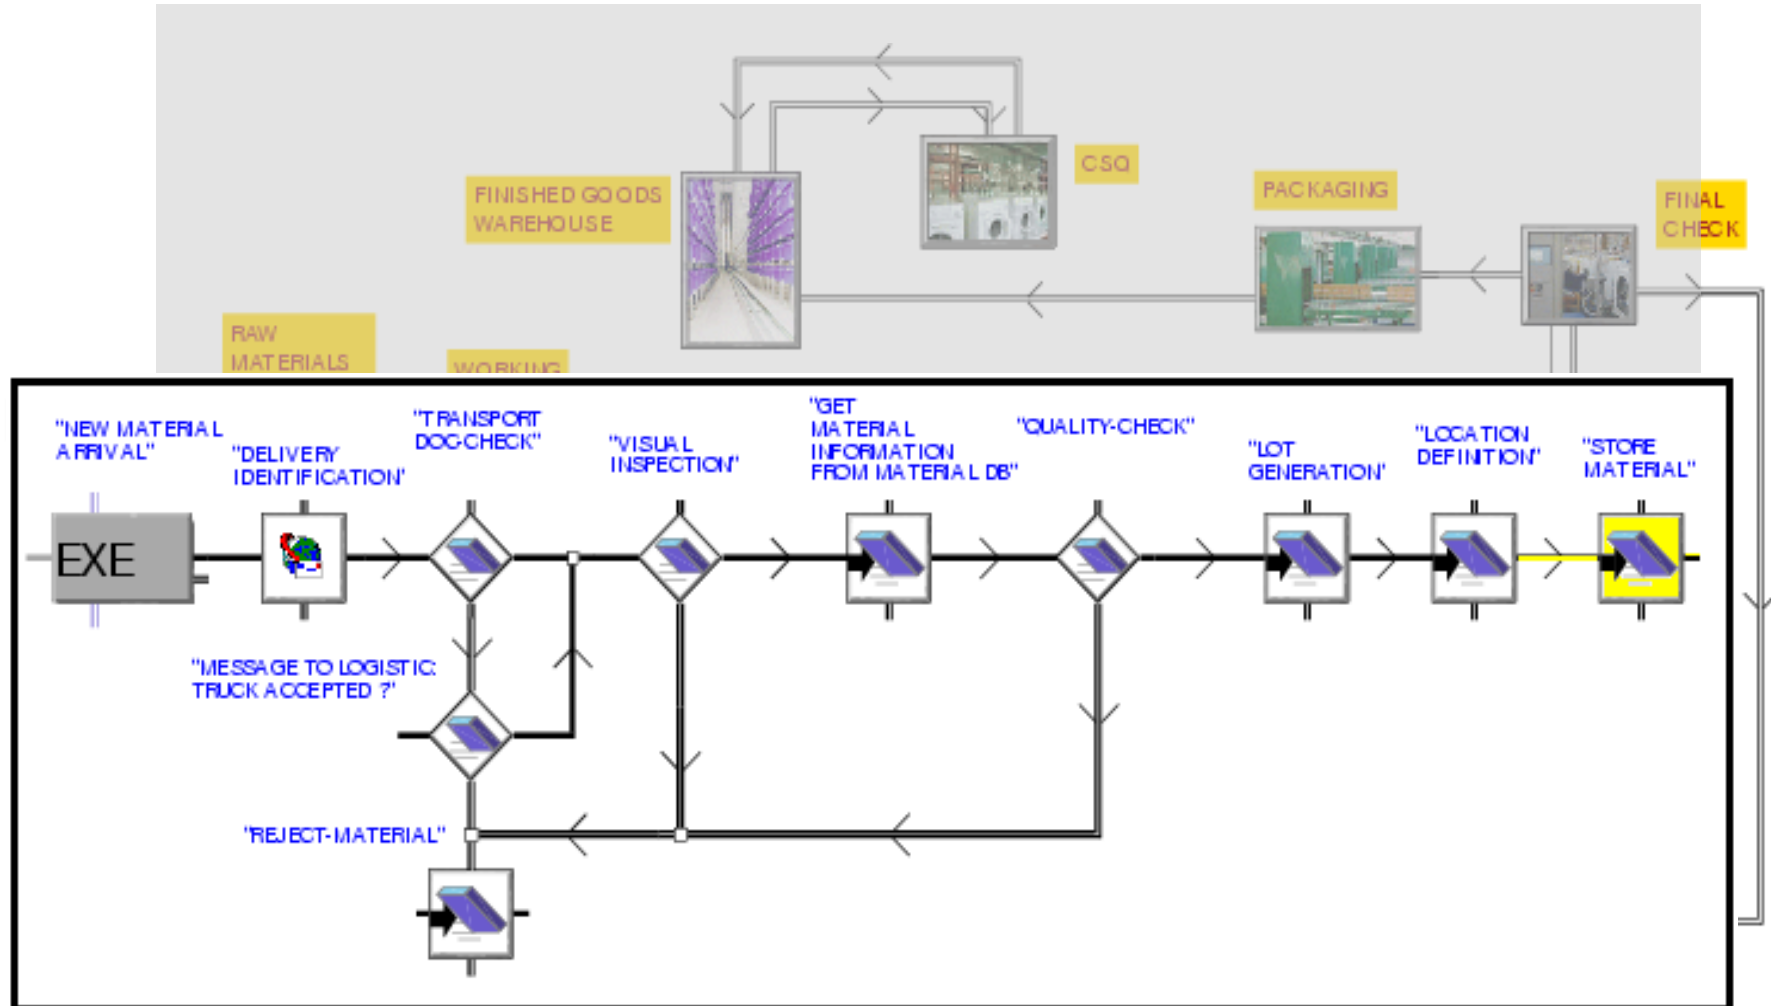 CSQ
FINISHED GOODS
WAREHOUSE
PACKAGING
FINAL
CHECK
RAW
MATERIALS
WORKING
"NEW MATERIAL
ARRIVAL"
"DELIVERY
IDENTIFICATION"
"TRANSPORT
DOC-CHECK"
"VISUAL
INSPECTION"
"GET
MATERIAL
INFORMATION
FROM MATERIAL DB"
"QUALITY-CHECK"
"LOT
GENERATION"
"LOCATION
DEFINITION"
"STORE
MATERIAL"
EXE
"MESSAGE TO LOGISTIC:
TRUCK ACCEPTED ?"
"REJECT-MATERIAL"